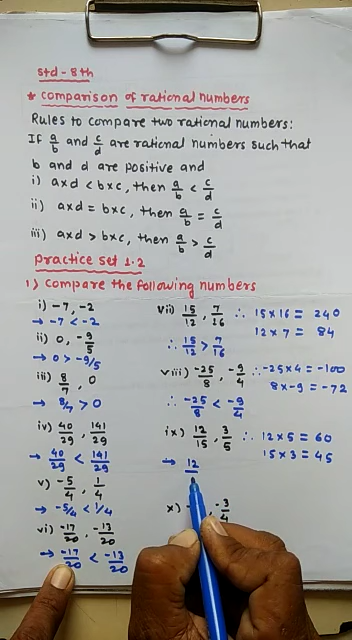 Std - 8th
* Comparison of rational numbers
Rules to compare two rational numbers:
If a/b and c/d are rational numbers such that
b and d are positive and
i) a×d < b×c, then a/b < c/d
ii) a×d = b×c, then a/b = c/d
iii) a×d > b×c, then a/b > c/d
Practice set 1.2
1) Compare the following numbers
i) -7, -2
→ -7 < -2
ii) 0, -9/5
→ 0 > -9/5
iii) 8/7, 0
→ 8/7 > 0
iv) 40/29, 141/29
→ 40/29 < 141/29
v) -5/4, 1/4
→ -5/4 < 1/4
vi) -17/20, -13/20
→ -17/20 < -13/20
vii) 15/12, 7/16 ∴ 15×16 = 240
12×7 = 84
∴ 15/12 > 7/16
viii) -25/8, -9/4 ∴ -25×4 = -100
8×-9 = -72
∴ -25/8 < -9/4
ix) 12/15, 3/5 ∴ 12×5 = 60
15×3 = 45
→ 12
x) -, -3/4